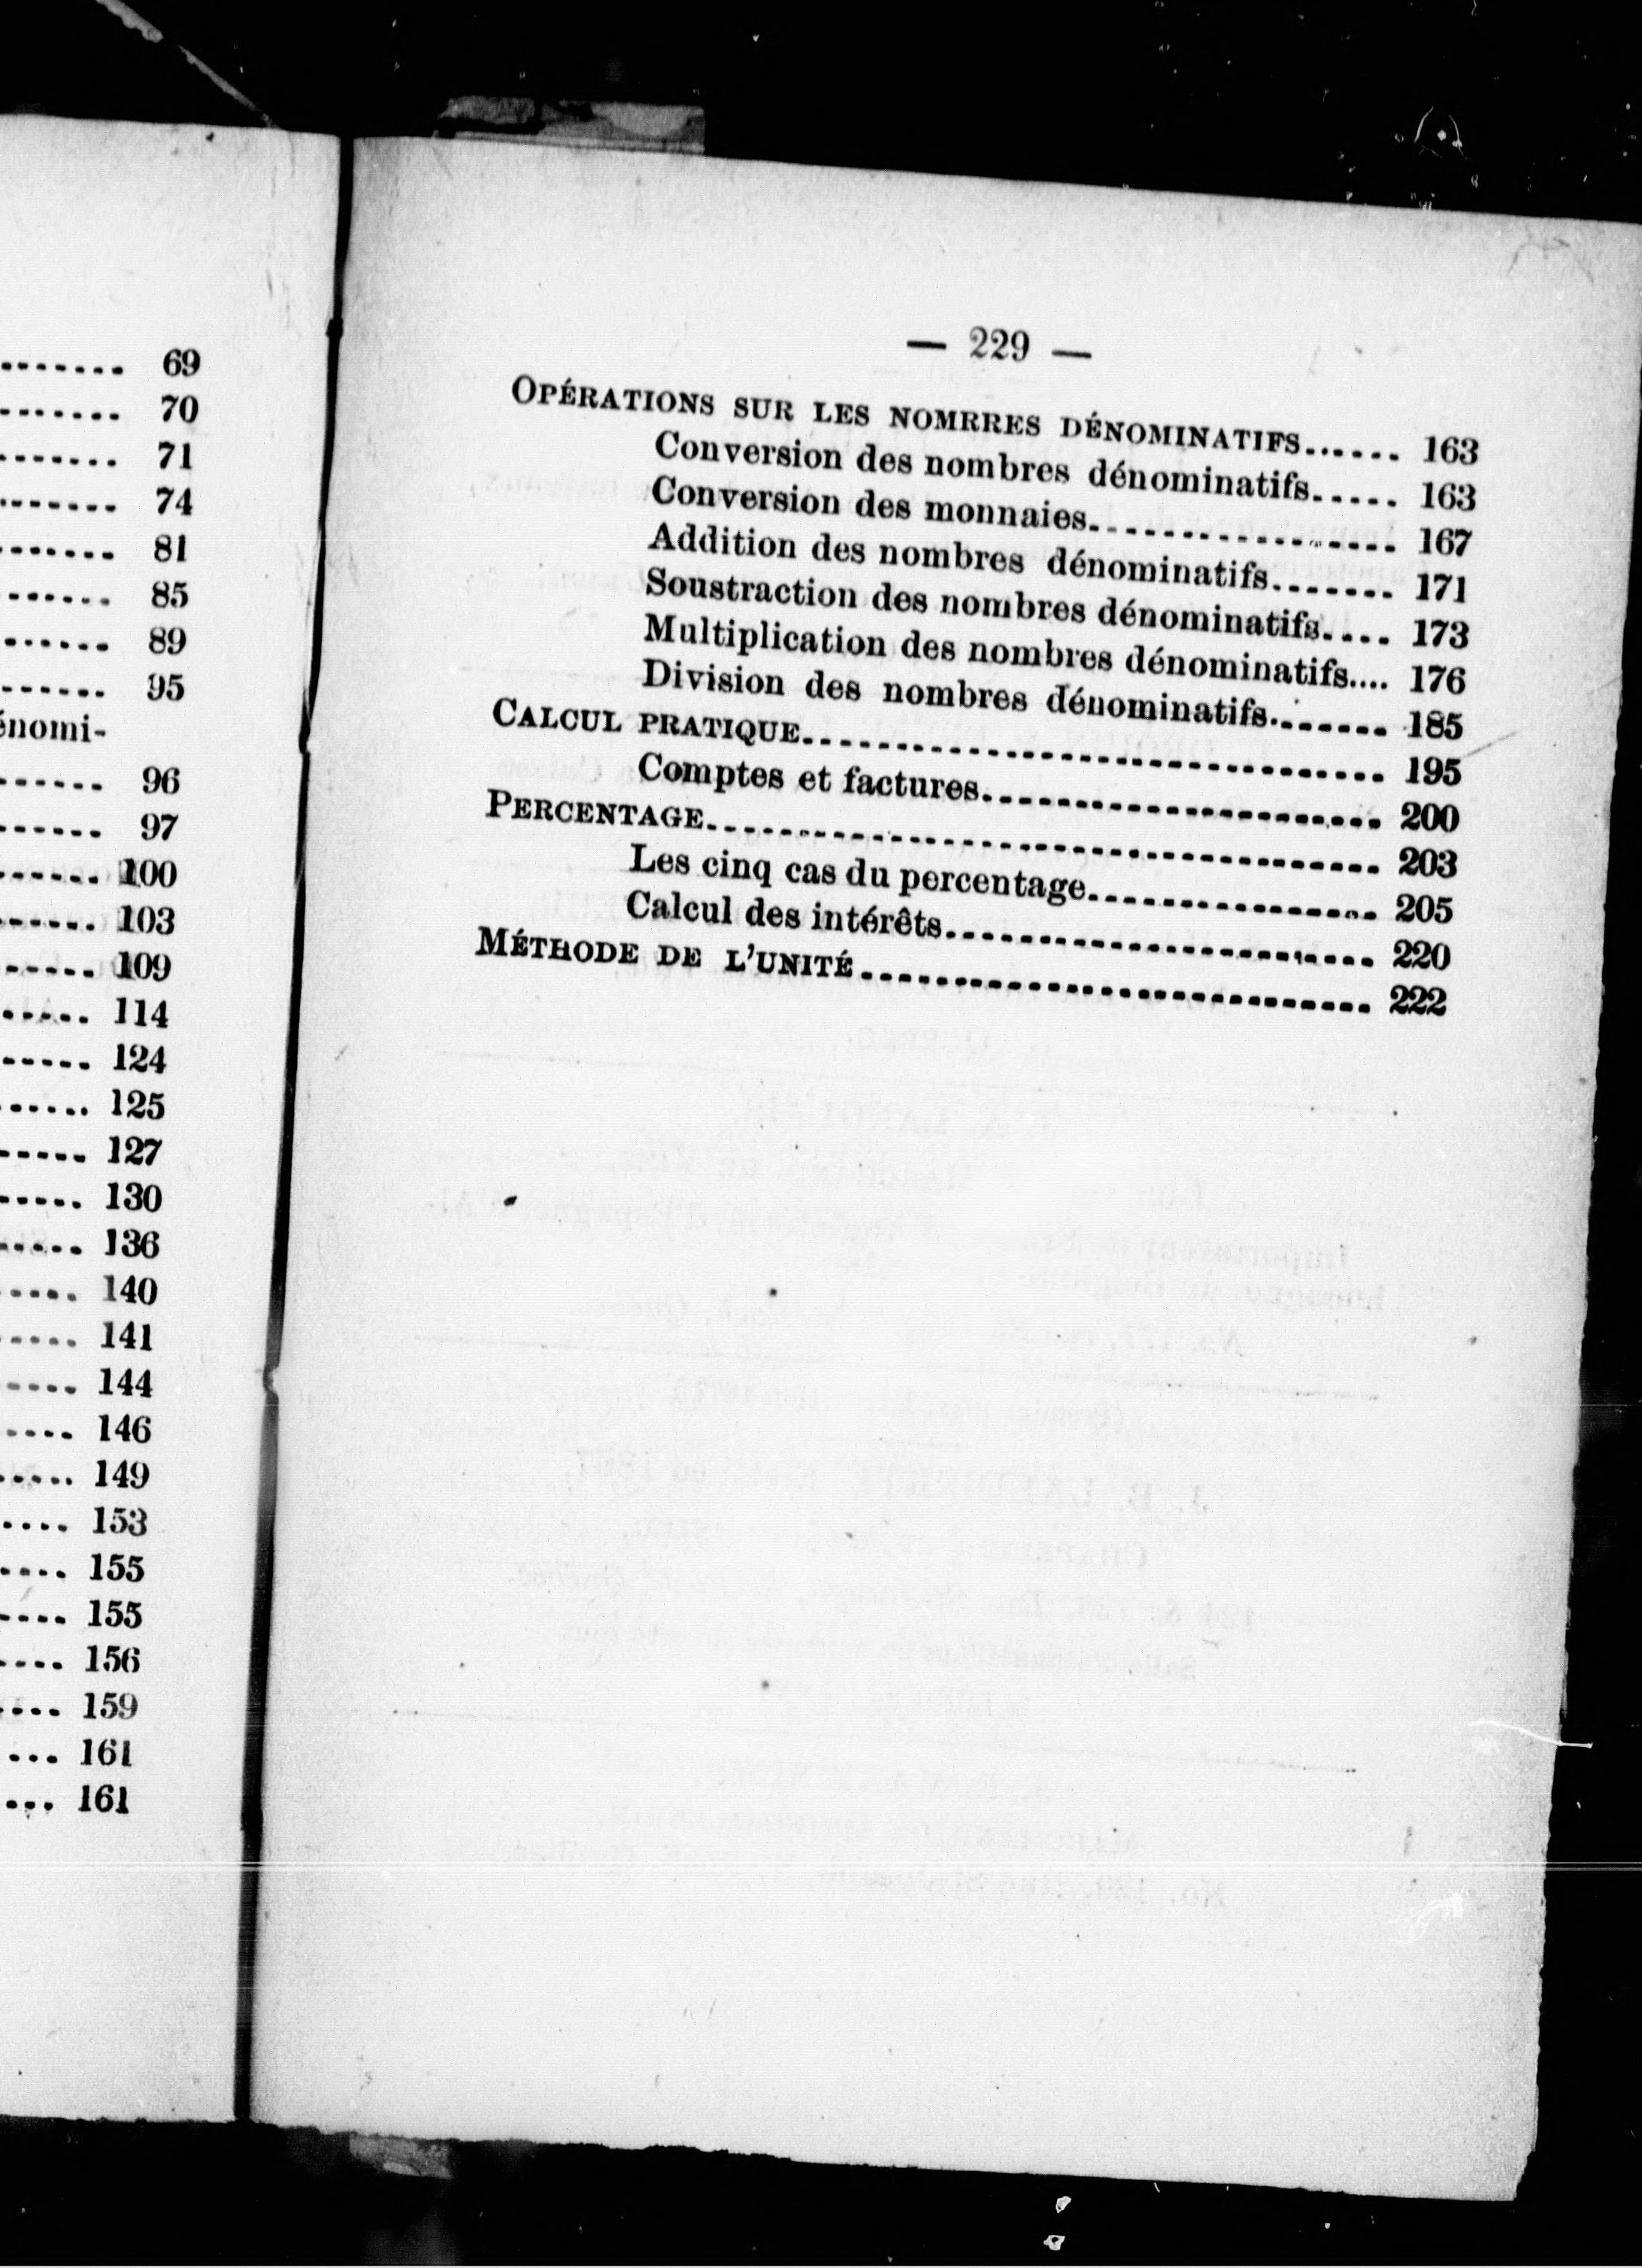 ....... 69
....... 70
....... 71
....... 74
....... 81
...... 85
...... 89
...... 95
énomi-
...... 96
...... 97
...... 100
...... 103
..... 109
..... 114
..... 124
...... 125
..... 127
..... 130
..... 136
.... 140
.... 141
.... 144
.... 146
..... 149
.... 153
.... 155
.... 155
.... 156
.... 159
... 161
... 161
— 229 —
OPÉRATIONS SUR LES NOMRRES DÉNOMINATIFS...... 163
Conversion des nombres dénominatifs..... 163
Conversion des monnaies................. 167
Addition des nombres dénominatifs....... 171
Soustraction des nombres dénominatifs.... 173
Multiplication des nombres dénominatifs.... 176
Division des nombres dénominatifs........ 185
CALCUL PRATIQUE................................ 195
Comptes et factures...................... 200
PERCENTAGE..................................... 203
Les cinq cas du percentage................ 205
Calcul des intérêts........................ 220
MÉTHODE DE L'UNITÉ............................ 222